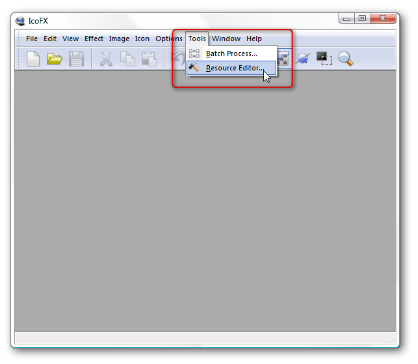 IcoFX
File Edit View Effect Image Icon Options Tools Window Help
Batch Process...
Resource Editor...